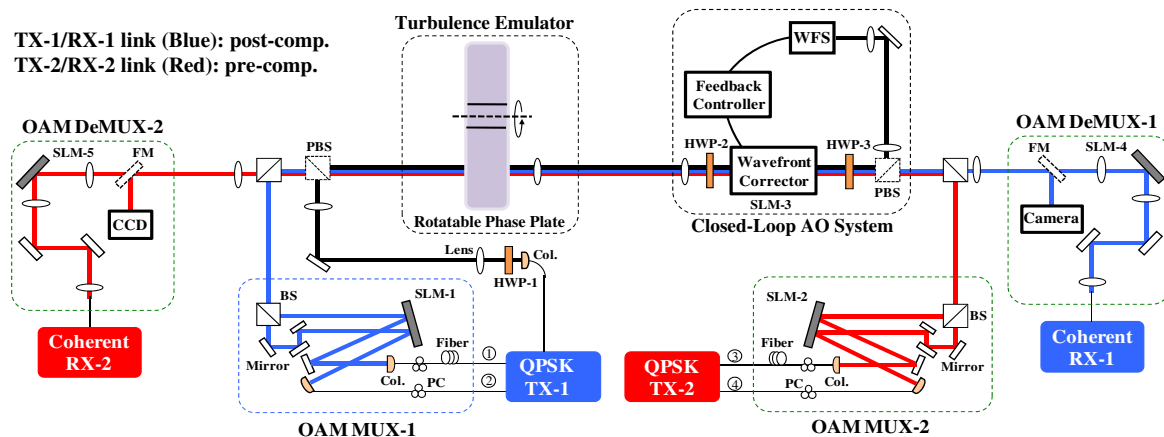 TX-1/RX-1 link (Blue): post-comp.
TX-2/RX-2 link (Red): pre-comp.
Turbulence Emulator
Rotatable Phase Plate
WFS
Feedback
Controller
HWP-2
Wavefront
Corrector
SLM-3
HWP-3
PBS
Closed-Loop AO System
OAM DeMUX-2
SLM-5
FM
CCD
Coherent
RX-2
PBS
Lens
HWP-1
Col.
BS
SLM-1
Mirror
Fiber
Col.
PC
①
②
QPSK
TX-1
OAM MUX-1
QPSK
TX-2
③
④
Fiber
PC
Col.
SLM-2
BS
Mirror
OAM MUX-2
OAM DeMUX-1
FM
SLM-4
Camera
Coherent
RX-1